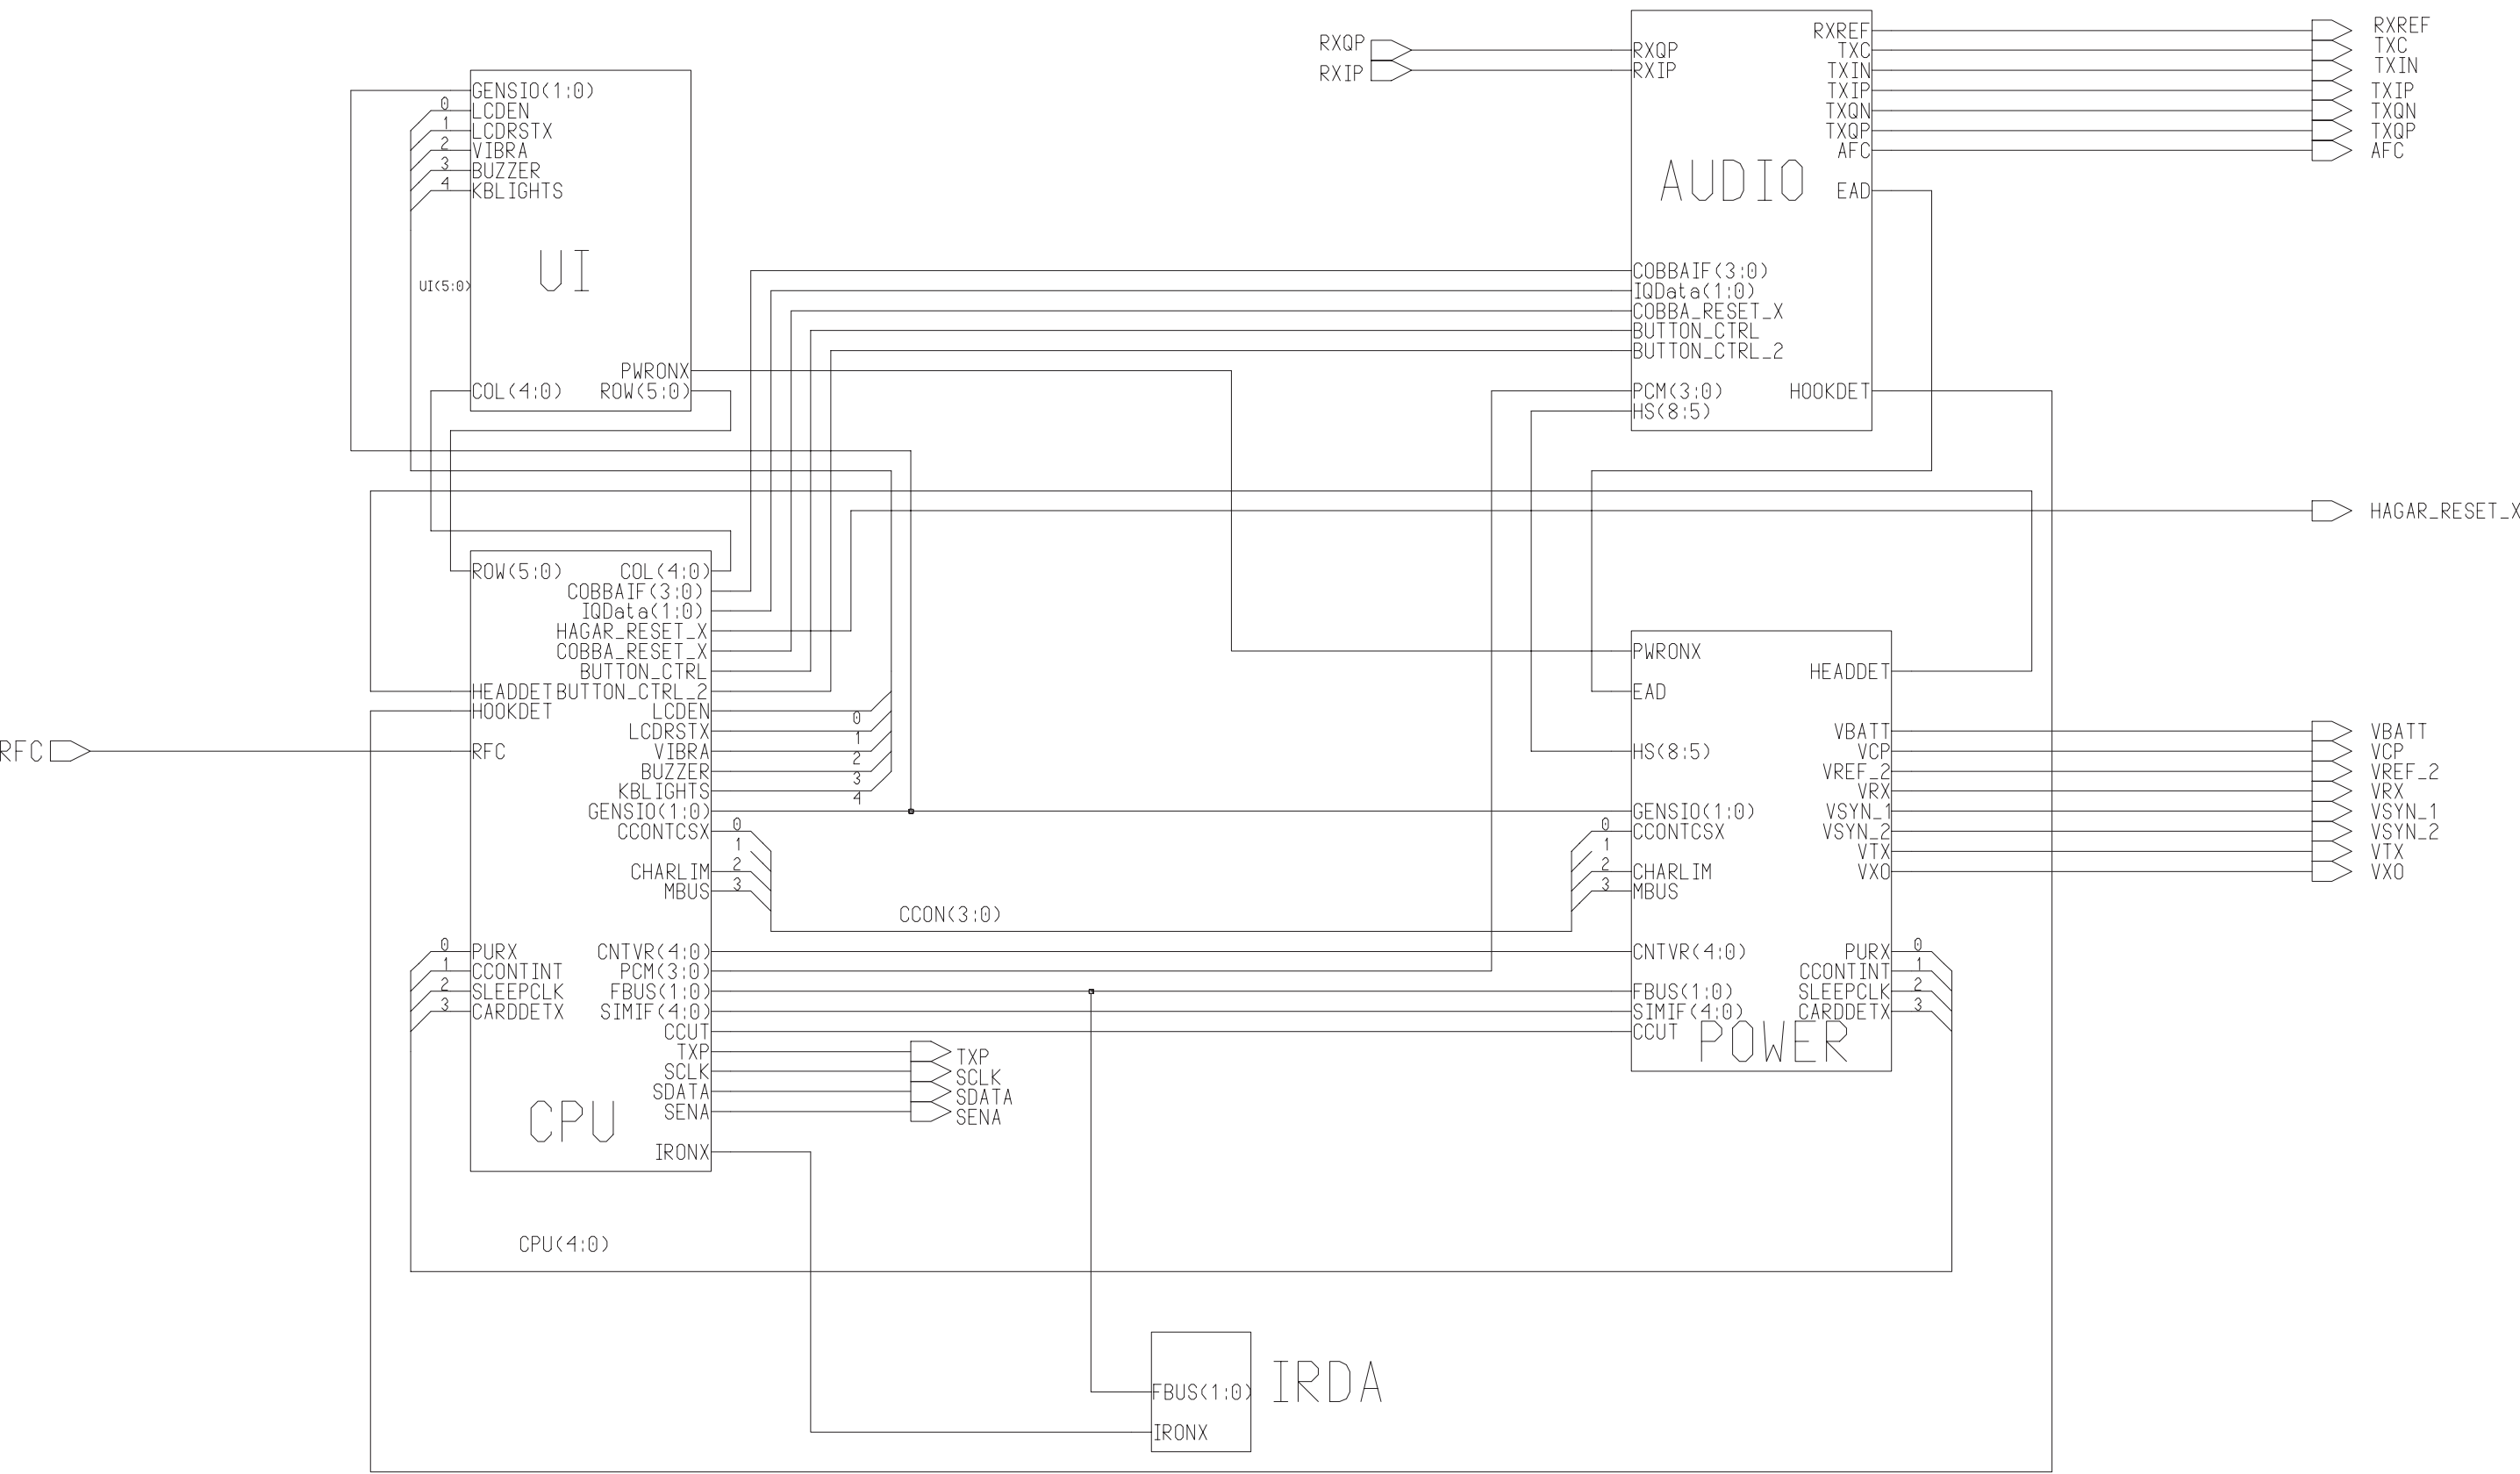 RXQP
RXIP
RXQP
RXIP
AUDIO
RXREF
TXC
TXIN
TXIP
TXQN
TXQP
AFC
EAD
COBBAIF(3:0)
IQData(1:0)
COBBA_RESET_X
BUTTON_CTRL
BUTTON_CTRL_2
PCM(3:0)
HS(8:5)
HOOKDET
RXREF
TXC
TXIN
TXIP
TXQN
TXQP
AFC
GENSIO(1:0)
0 LCDEN
1 LCDRSTX
2 VIBRA
3 BUZZER
4 KBLIGHTS
UI
UI(5:0)
PWRONX
COL(4:0) ROW(5:0)
HAGAR_RESET_X
ROW(5:0) COL(4:0)
COBBAIF(3:0)
IQData(1:0)
HAGAR_RESET_X
COBBA_RESET_X
BUTTON_CTRL
HEADDET BUTTON_CTRL_2
HOOKDET LCDEN 0
LCDRSTX 1
RFC
RFC VIBRA 2
BUZZER 3
KBLIGHTS 4
GENSIO(1:0)
CCONTCSX 0
1
CHARLIM 2
MBUS 3
CCON(3:0)
0 PURX CNTVR(4:0)
1 CCONTINT PCM(3:0)
2 SLEEPCLK FBUS(1:0)
3 CARDDETX SIMIF(4:0)
CCUT
TXP TXP
SCLK SCLK
SDATA SDATA
SENA SENA
CPU
IRONX
CPU(4:0)
PWRONX
HEADDET
EAD
VBATT VBATT
HS(8:5) VCP VCP
VREF_2 VREF_2
VRX VRX
GENSIO(1:0) VSYN_1 VSYN_1
0 CCONTCSX VSYN_2 VSYN_2
1 VTX VTX
2 CHARLIM VXO VXO
3 MBUS
CNTVR(4:0) PURX 0
CCONTINT 1
FBUS(1:0) SLEEPCLK 2
SIMIF(4:0) CARDDETX 3
CCUT
POWER
FBUS(1:0)
IRONX
IRDA